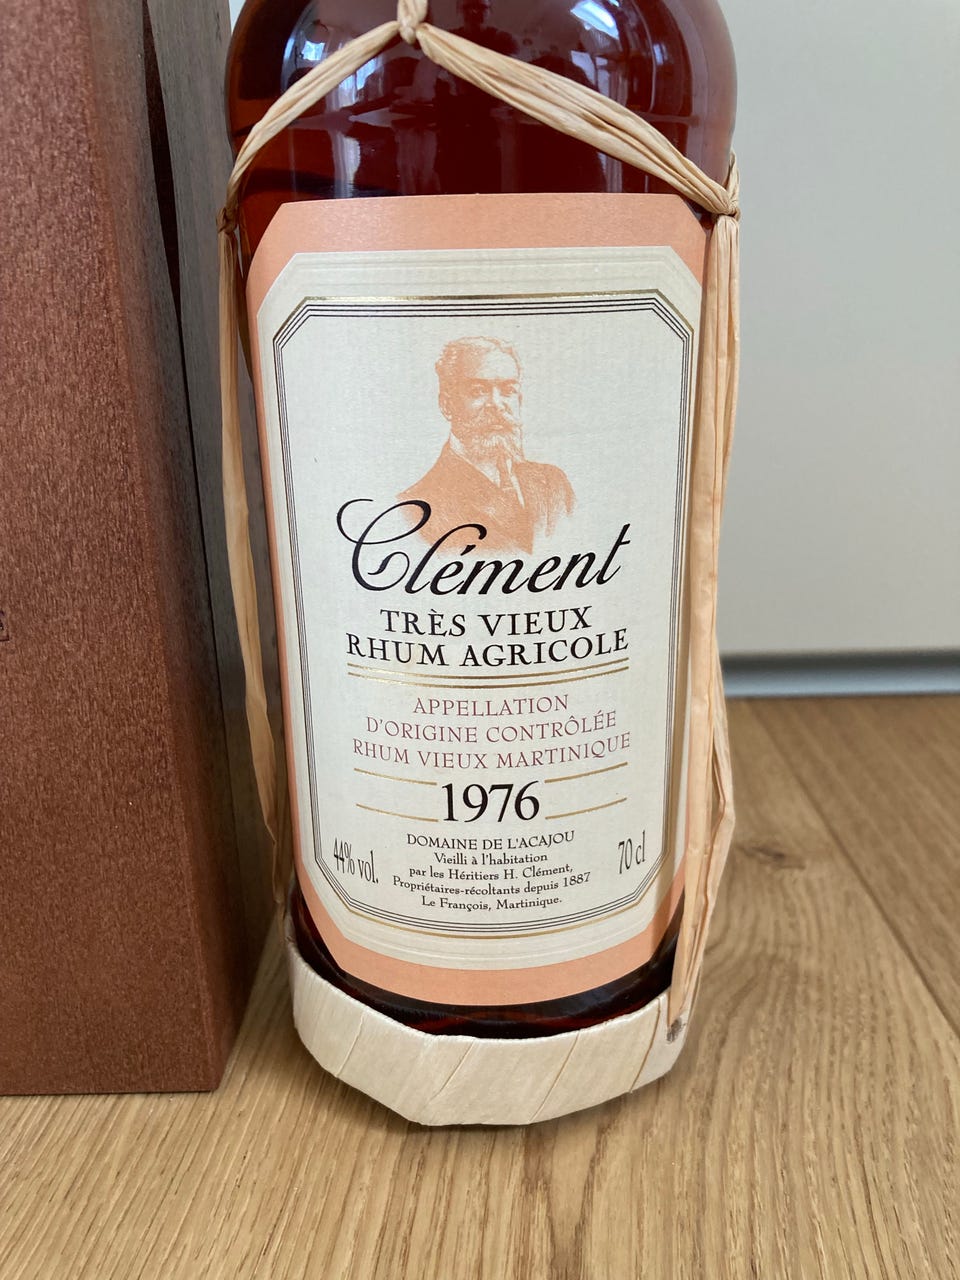 Clément
TRÈS VIEUX
RHUM AGRICOLE
APPELLATION
D'ORIGINE CONTRÔLÉE
RHUM VIEUX MARTINIQUE
1976
44% vol.
DOMAINE DE L'ACAJOU
Vieilli à l'habitation
par les Héritiers H. Clément,
Propriétaires-récoltants depuis 1887
Le François, Martinique.
70 cl